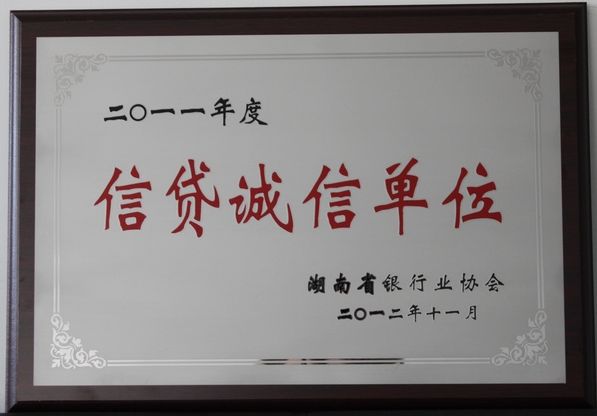 二〇一一年度
信贷诚信单位
湖南省银行业协会
二〇一二年十一月